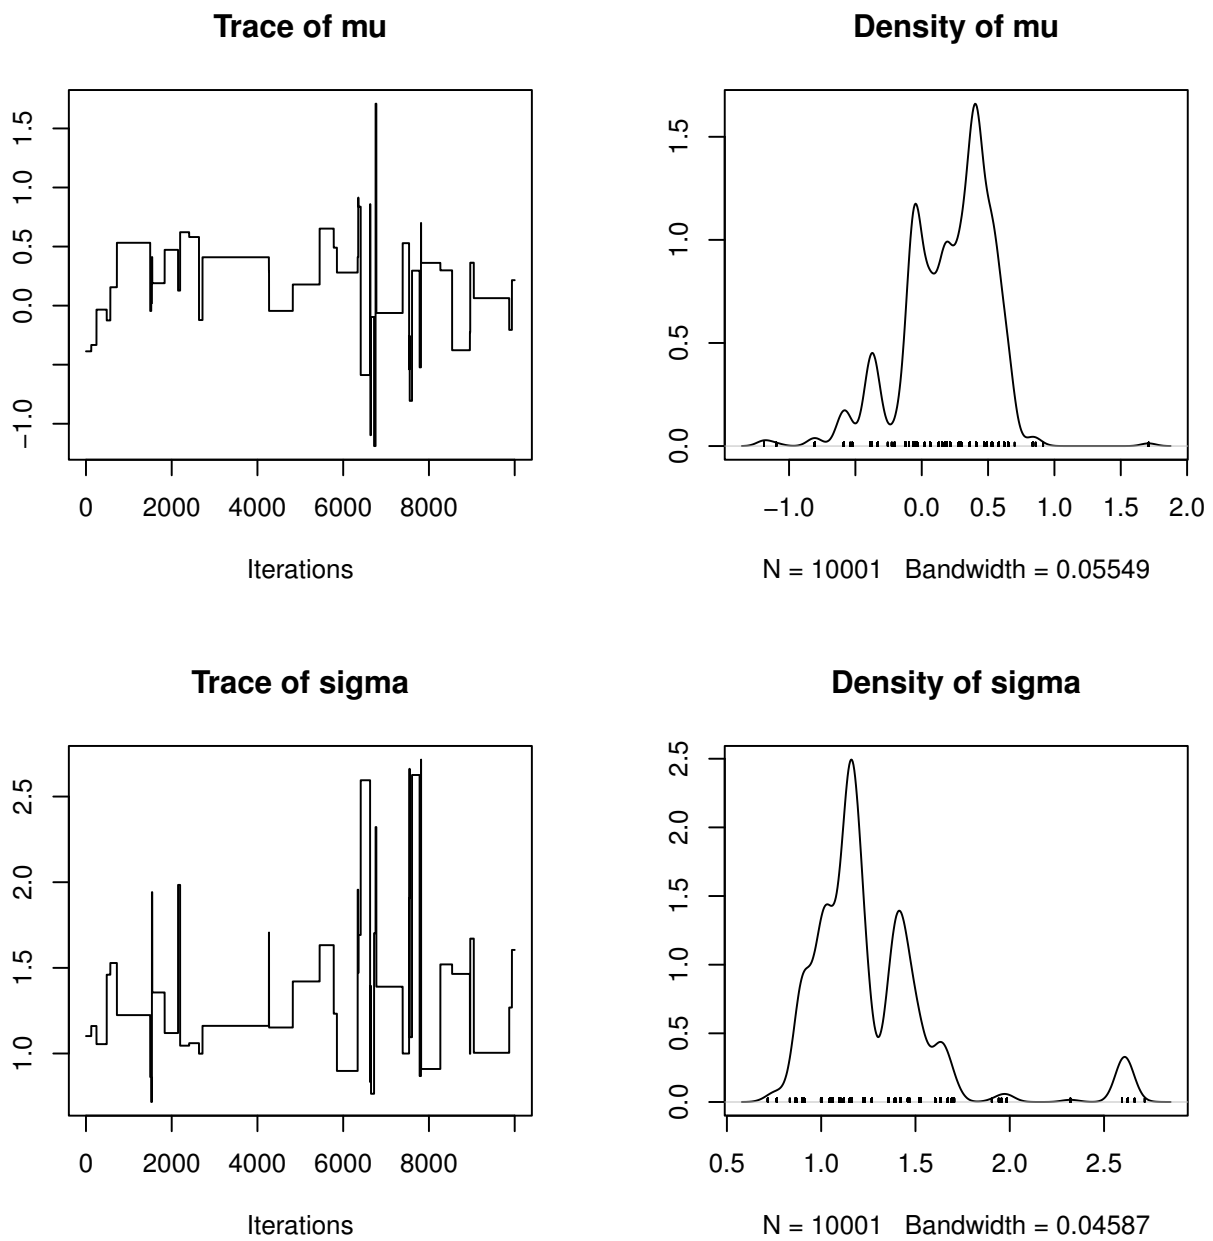 Trace of mu
1.5
1.0
0.5
0.0
−1.0
0 2000 4000 6000 8000
Iterations
Density of mu
1.5
1.0
0.5
0.0
−1.0 0.0 0.5 1.0 1.5 2.0
N = 10001 Bandwidth = 0.05549
Trace of sigma
2.5
2.0
1.5
1.0
0 2000 4000 6000 8000
Iterations
Density of sigma
2.5
2.0
1.5
1.0
0.5
0.0
0.5 1.0 1.5 2.0 2.5
N = 10001 Bandwidth = 0.04587